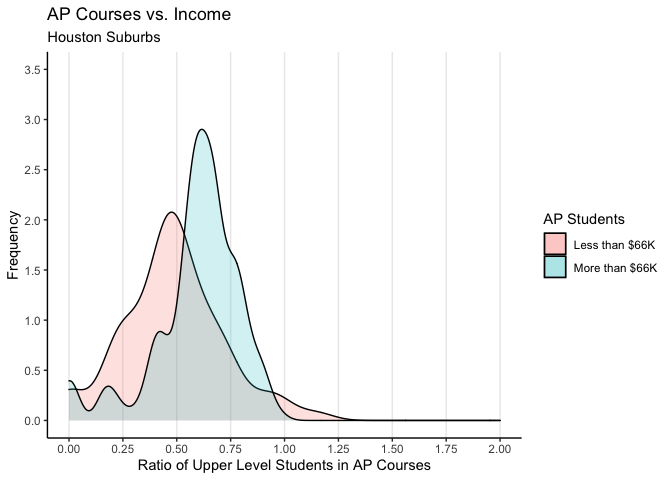 AP Courses vs. Income
Houston Suburbs
3.5
3.0
2.5
2.0
1.5
1.0
0.5
0.0
Frequency
0.00 0.25 0.50 0.75 1.00 1.25 1.50 1.75 2.00
Ratio of Upper Level Students in AP Courses
AP Students
Less than $66K
More than $66K